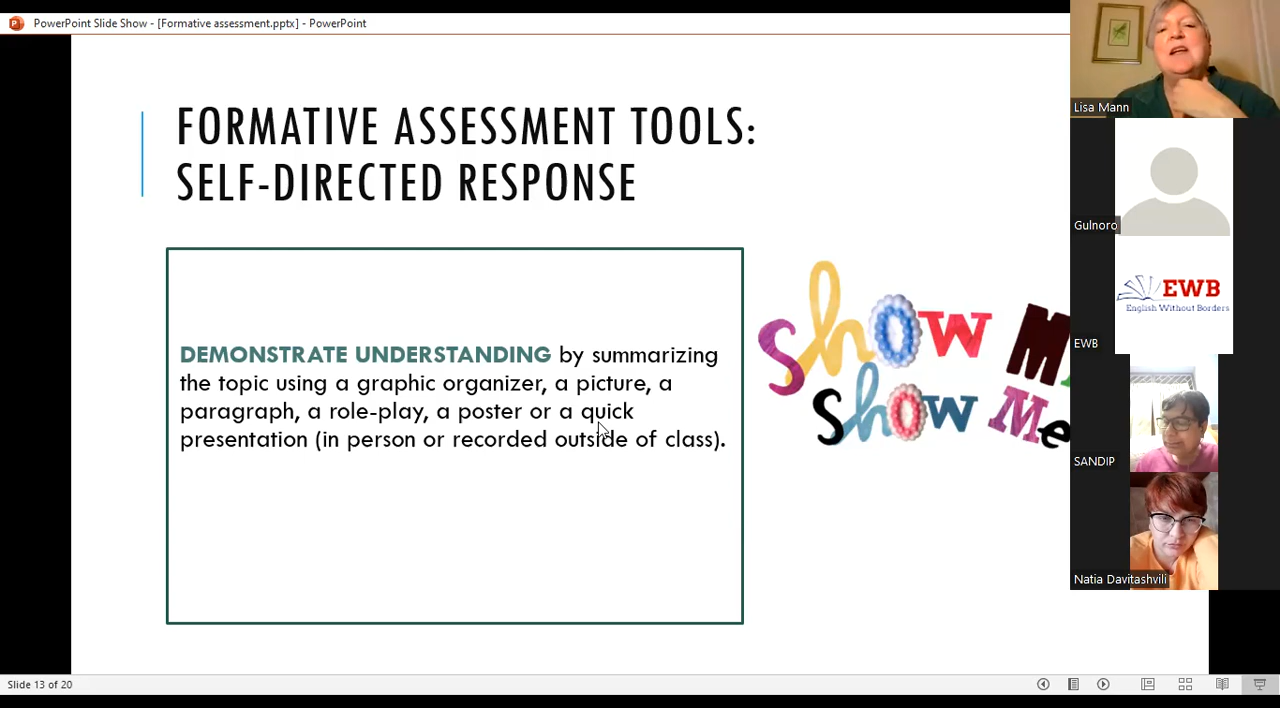 PowerPoint Slide Show - [Formative assessment.pptx] - PowerPoint
FORMATIVE ASSESSMENT TOOLS:
SELF-DIRECTED RESPONSE
DEMONSTRATE UNDERSTANDING by summarizing
the topic using a graphic organizer, a picture, a
paragraph, a role-play, a poster or a quick
presentation (in person or recorded outside of class).
Show
Show Me
Lisa Mann
Gulnoro
EWB
English Without Borders
EWB
SANDIP
Natia Davitashvili
Slide 13 of 20